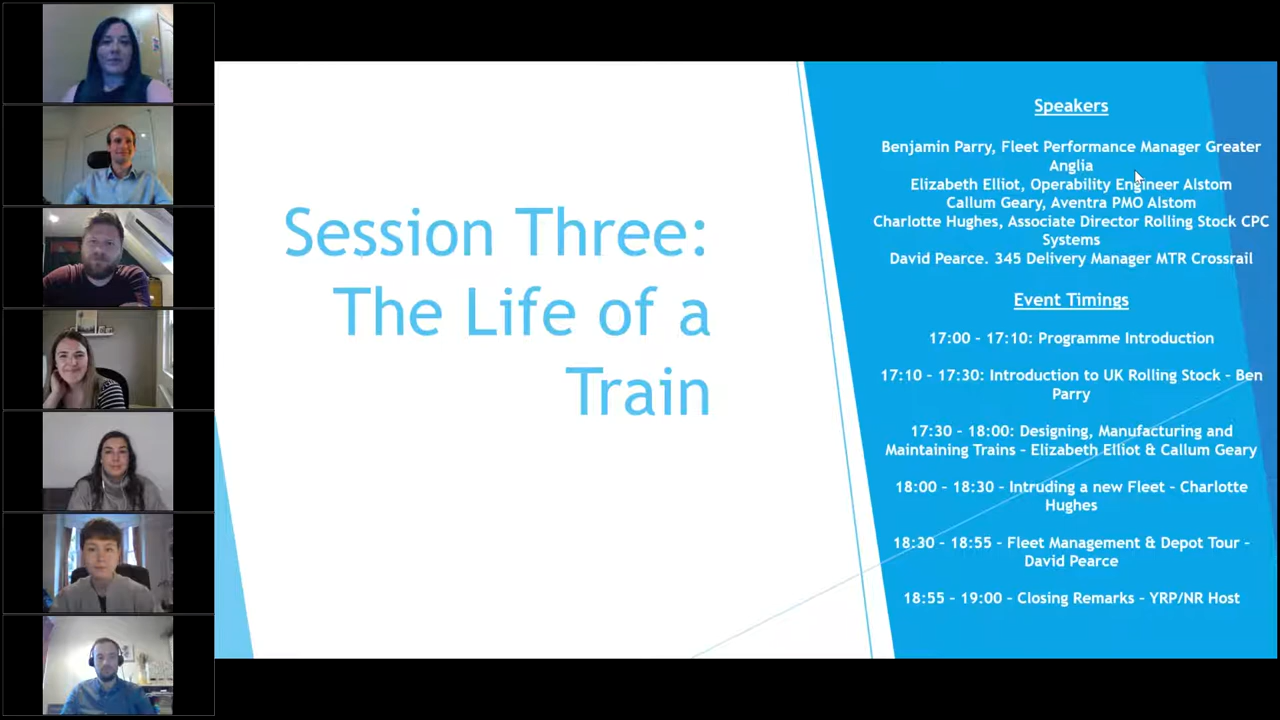 Session Three:
The Life of a
Train
Speakers
Benjamin Parry, Fleet Performance Manager Greater
Anglia
Elizabeth Elliot, Operability Engineer Alstom
Callum Geary, Aventra PMO Alstom
Charlotte Hughes, Associate Director Rolling Stock CPC
Systems
David Pearce. 345 Delivery Manager MTR Crossrail
Event Timings
17:00 – 17:10: Programme Introduction
17:10 – 17:30: Introduction to UK Rolling Stock – Ben
Parry
17:30 – 18:00: Designing, Manufacturing and
Maintaining Trains – Elizabeth Elliot & Callum Geary
18:00 – 18:30 – Intruding a new Fleet – Charlotte
Hughes
18:30 – 18:55 – Fleet Management & Depot Tour –
David Pearce
18:55 – 19:00 – Closing Remarks – YRP/NR Host